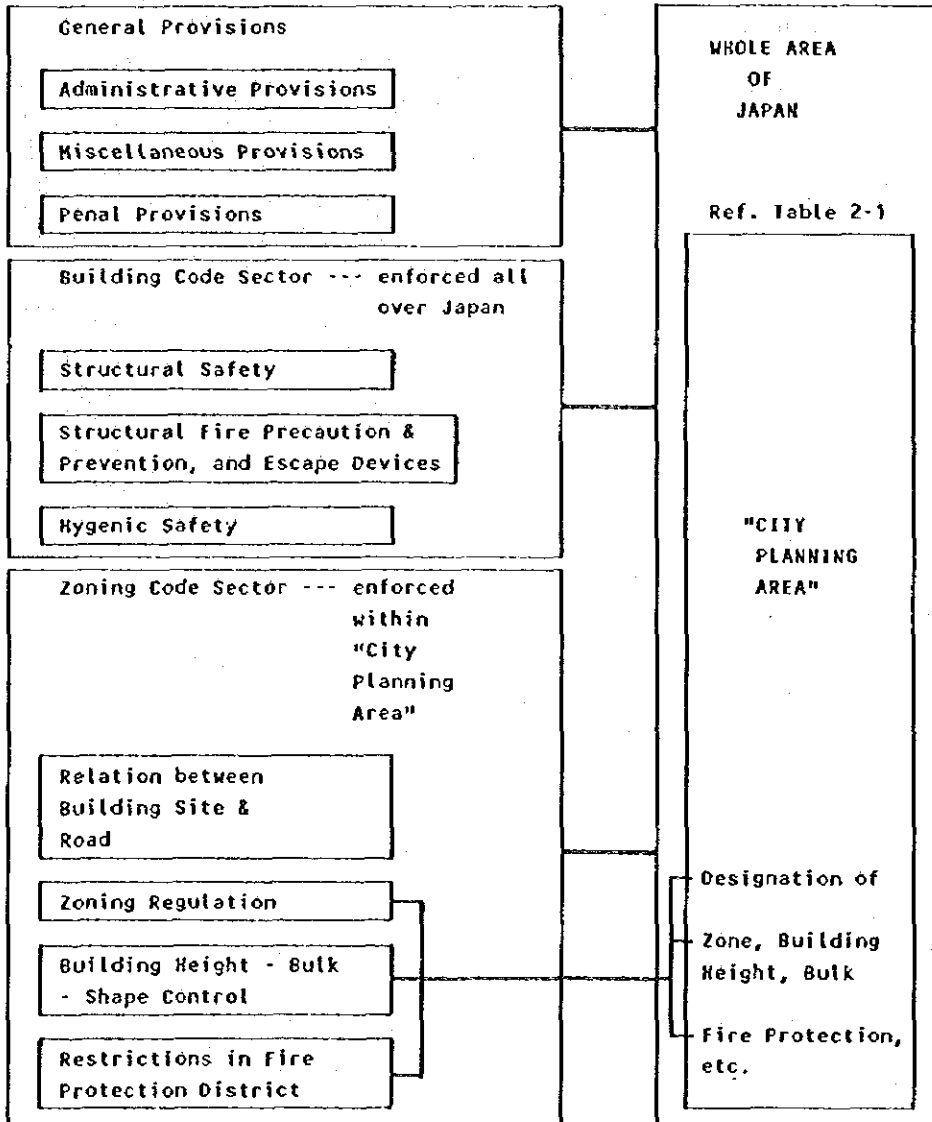 General Provisions
Administrative Provisions
Miscellaneous Provisions
Penal Provisions
Building Code Sector --- enforced all
over Japan
Structural Safety
Structural Fire Precaution &
Prevention, and Escape Devices
Hygenic Safety
Zoning Code Sector --- enforced
within
"City
Planning
Area"
Relation between
Building Site &
Road
Zoning Regulation
Building Height - Bulk
- Shape Control
Restrictions in Fire
Protection District
WHOLE AREA
OF
JAPAN
Ref. Table 2-1
"CITY
PLANNING
AREA"
Designation of
Zone, Building
Height, Bulk
Fire Protection,
etc.